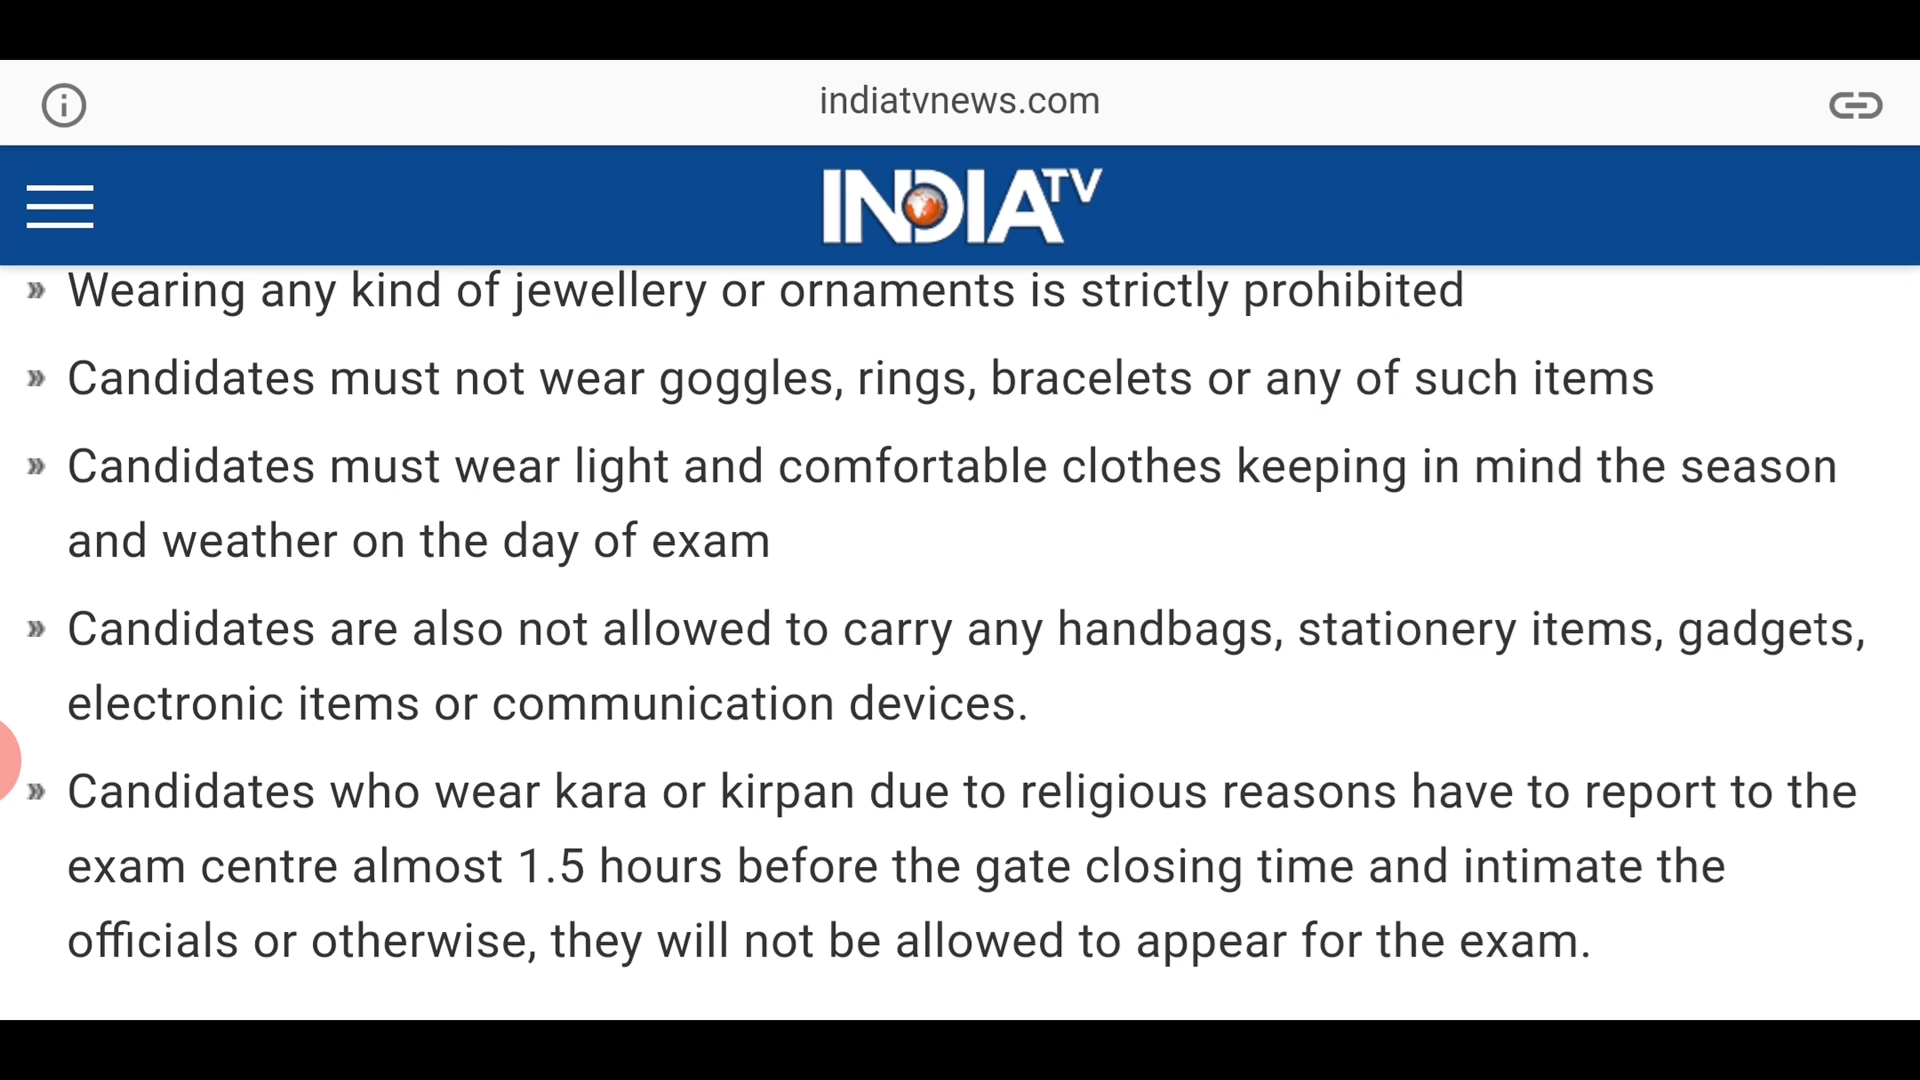 indiatvnews.com
INDIA TV
» Wearing any kind of jewellery or ornaments is strictly prohibited
» Candidates must not wear goggles, rings, bracelets or any of such items
» Candidates must wear light and comfortable clothes keeping in mind the season
and weather on the day of exam
» Candidates are also not allowed to carry any handbags, stationery items, gadgets,
electronic items or communication devices.
» Candidates who wear kara or kirpan due to religious reasons have to report to the
exam centre almost 1.5 hours before the gate closing time and intimate the
officials or otherwise, they will not be allowed to appear for the exam.